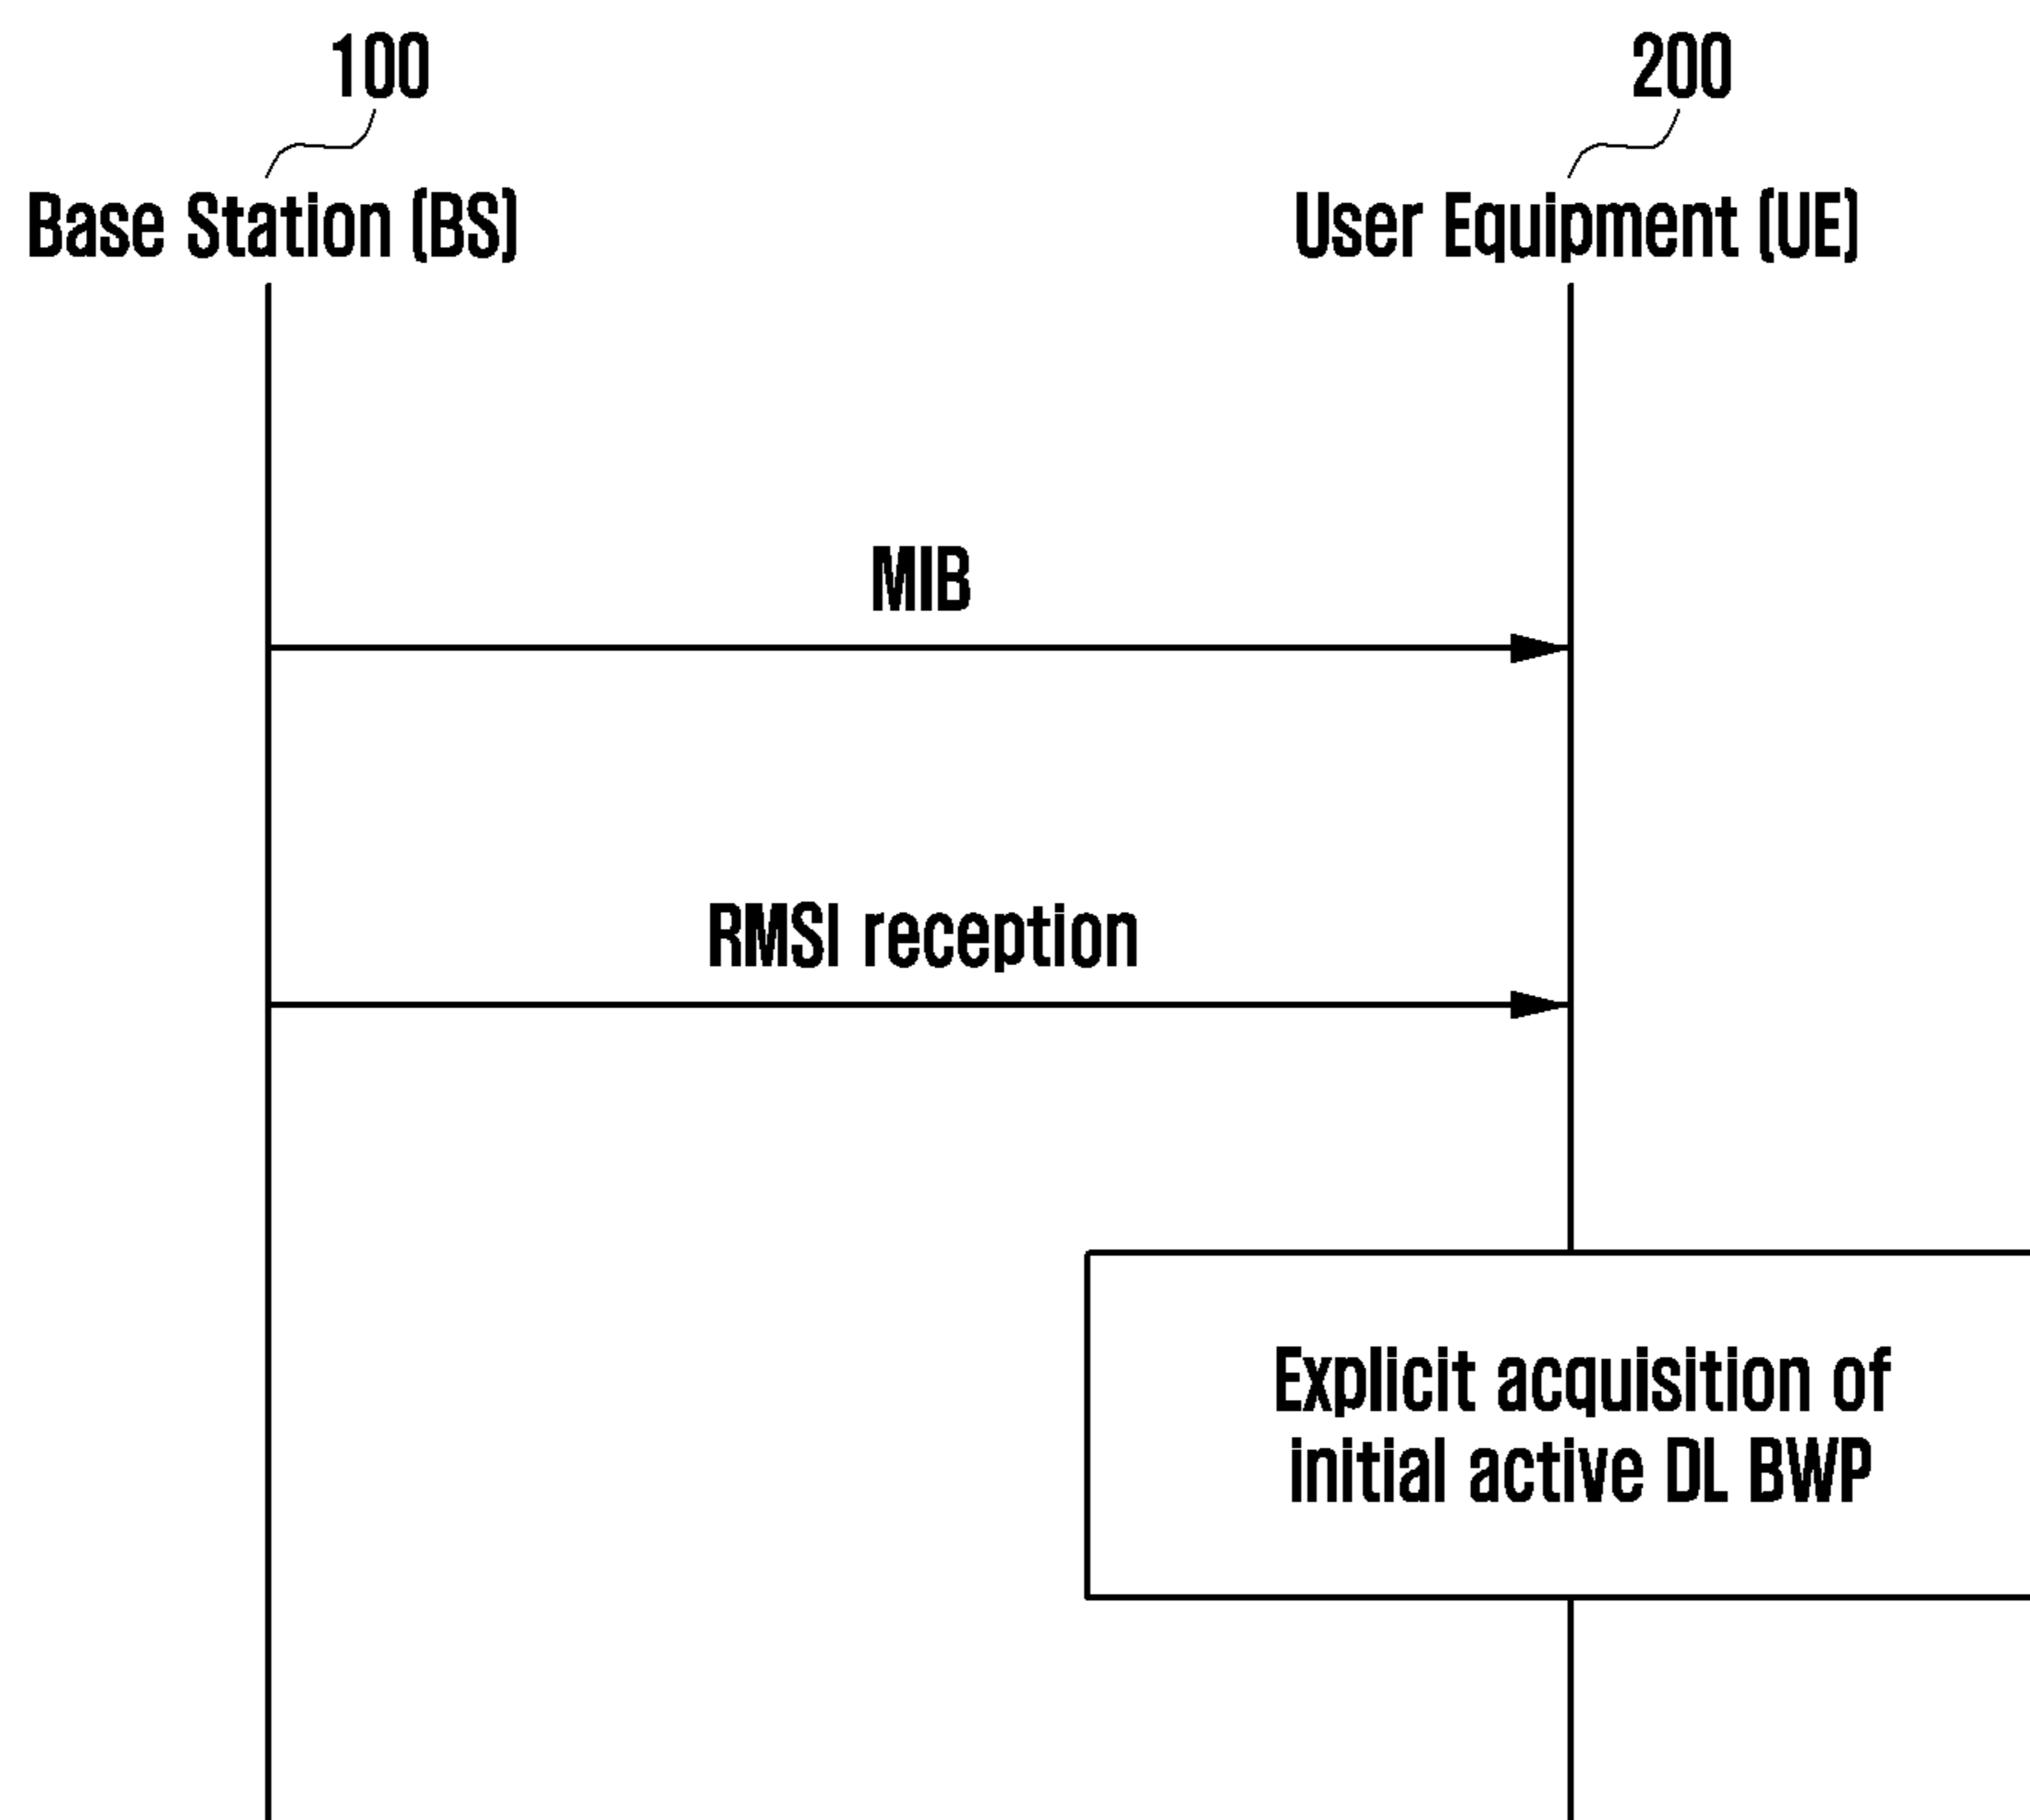 100
200
Base Station (BS)
User Equipment (UE)
MIB
RMSI reception
Explicit acquisition of
initial active DL BWP